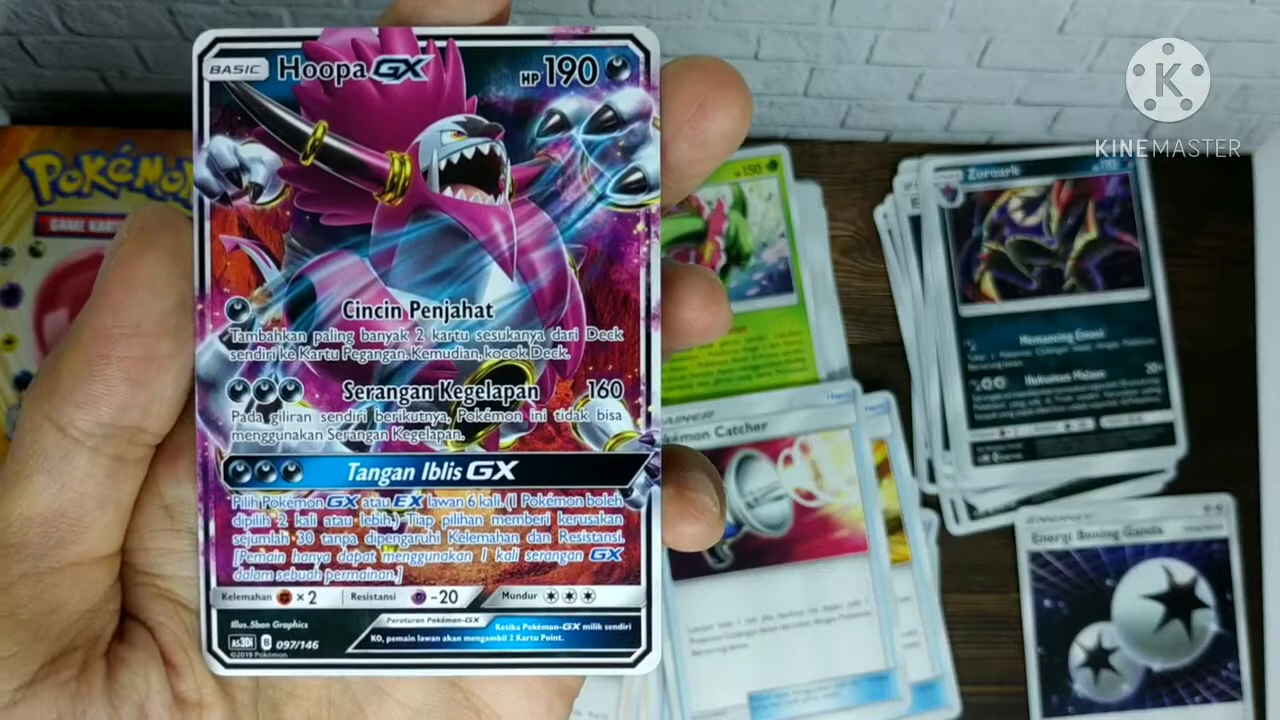 BASIC Hoopa GX HP 190
Cincin Penjahat
Tambahkan paling banyak 2 kartu sesukanya dari Deck
sendiri ke Kartu Pegangan. Kemudian, kocok Deck.
Serangan Kegelapan 160
Pada giliran sendiri berikutnya, Pokémon ini tidak bisa
menggunakan Serangan Kegelapan.
Tangan Iblis GX
Pilih Pokémon GX atau EX lawan 6 kali. (1 Pokémon boleh
dipilih 2 kali atau lebih.) Tiap pilihan memberi kerusakan
sejumlah 30 tanpa dipengaruhi Kelemahan dan Resistansi.
[Pemain hanya dapat menggunakan 1 kali serangan GX
dalam sebuah permainan.]
Kelemahan ×2 Resistansi -20 Mundur
Illus. 5ban Graphics
AS3Di 097/146
©2019 Pokémon
Peraturan Pokémon-GX Ketika Pokémon-GX milik sendiri
KO, pemain lawan akan mengambil 2 Kartu Point.
POKÉMON
GAME
150
Zoroark
Hukuman Malam 20+
Pokémon Catcher
Energi Bening Ganda
K
KINEMASTER